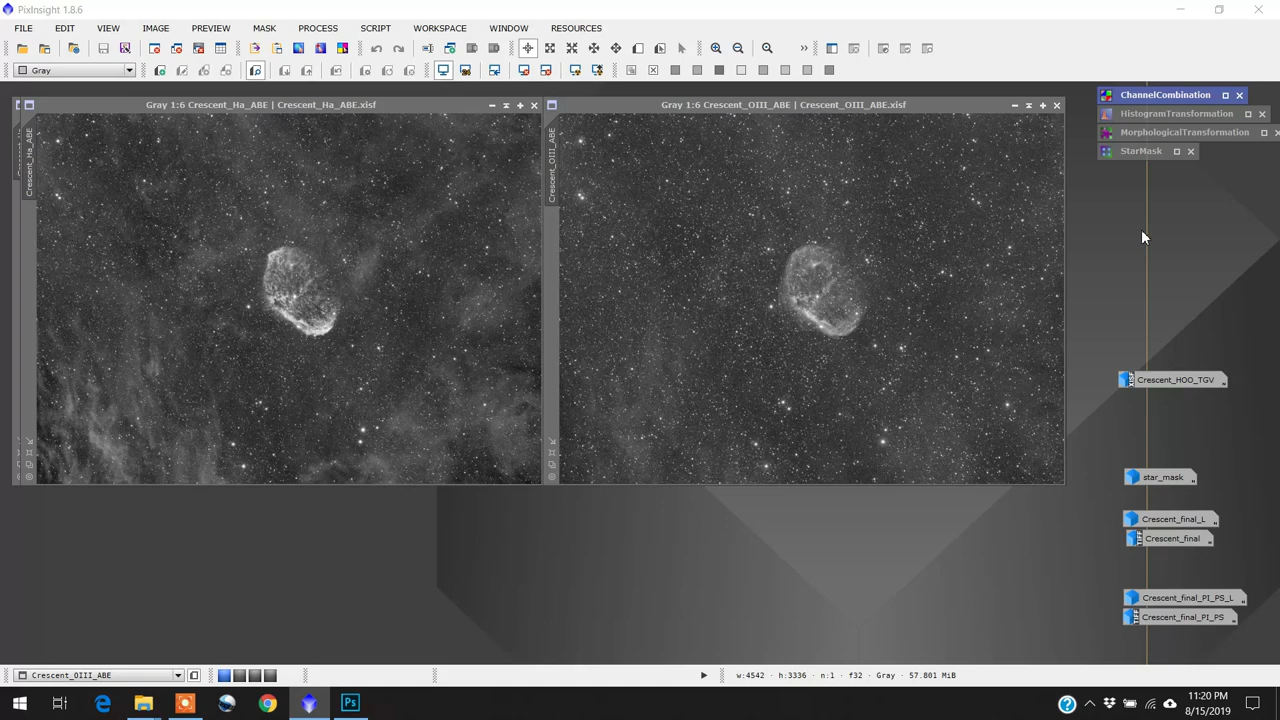 PixInsight 1.8.6
FILE EDIT VIEW IMAGE PREVIEW MASK PROCESS SCRIPT WORKSPACE WINDOW RESOURCES
Gray
ChannelCombination
HistogramTransformation
MorphologicalTransformation
StarMask
Gray 1:6 Crescent_Ha_ABE | Crescent_Ha_ABE.xisf
Gray 1:6 Crescent_OIII_ABE | Crescent_OIII_ABE.xisf
Crescent_Ha_ABE
Crescent_OIII_ABE
Crescent_HOO_TGV
star_mask
Crescent_final_L
Crescent_final
Crescent_final_PI_PS_L
Crescent_final_PI_PS
Crescent_OIII_ABE
w:4542 · h:3336 · n:1 · f32 · Gray · 57.801 MiB
Ps
11:20 PM
8/15/2019